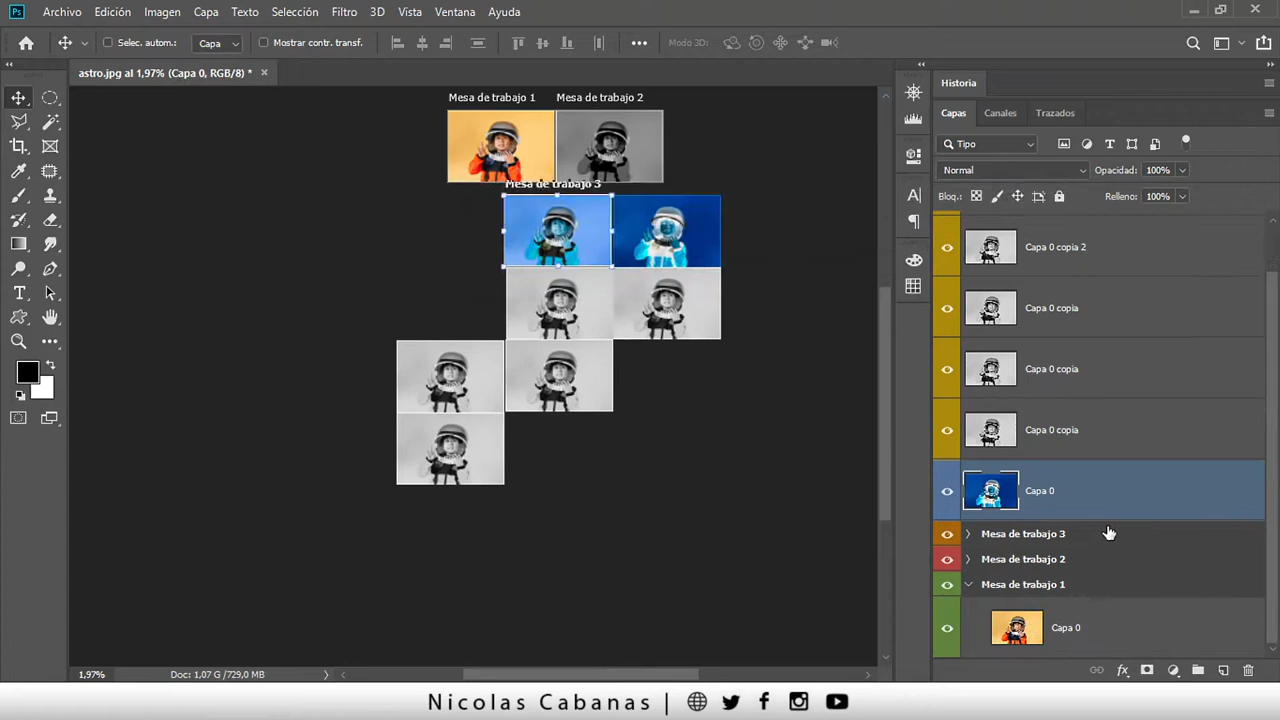 Ps Archivo Edición Imagen Capa Texto Selección Filtro 3D Vista Ventana Ayuda
Selec. autom.: Capa Mostrar contr. transf. Modo 3D:
astro.jpg al 1,97% (Capa 0, RGB/8) *
Historia
Capas Canales Trazados
Tipo
Normal Opacidad: 100%
Bloq.: Relleno: 100%
Mesa de trabajo 1 Mesa de trabajo 2
Mesa de trabajo 3
Capa 0 copia 2
Capa 0 copia
Capa 0 copia
Capa 0 copia
Capa 0
Mesa de trabajo 3
Mesa de trabajo 2
Mesa de trabajo 1
Capa 0
1,97% Doc: 1,07 G/729,0 MB
Nicolas Cabanas |